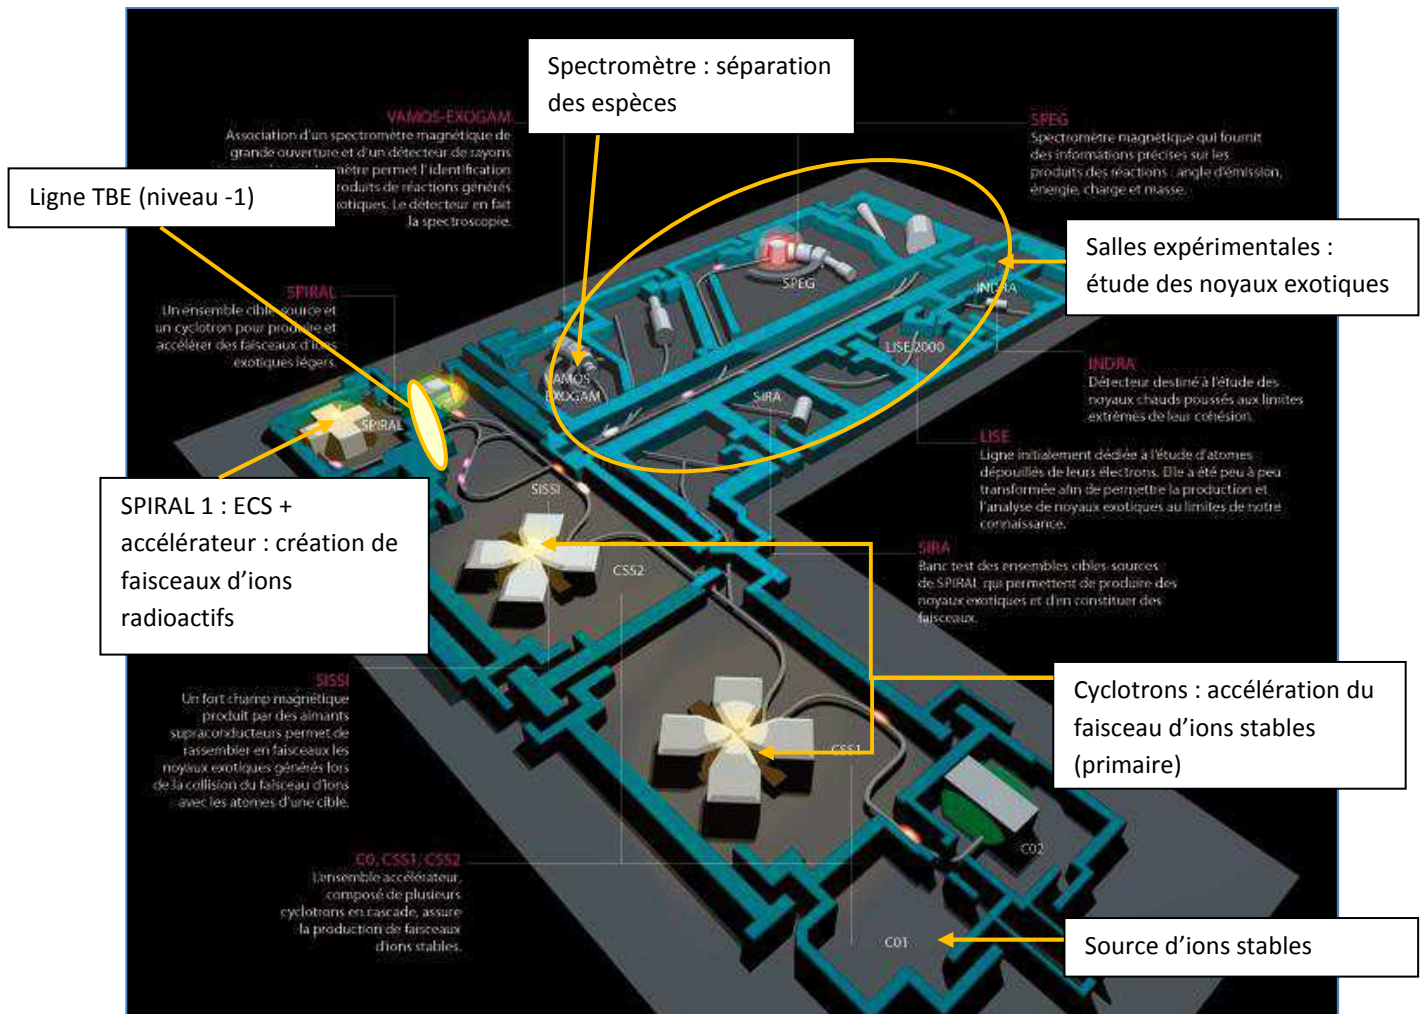 Spectromètre : séparation
des espèces
VAMOS-EXOGAM
Association d'un spectromètre magnétique de
grande ouverture et d'un détecteur de rayons
mètre permet l'identification
roduits de réactions générés
otiques. Le détecteur en fait
la spectroscopie.
SPEG
Spectromètre magnétique qui fournit
des informations précises sur les
produits des réactions : angle d'émission,
énergie, charge et masse.
Ligne TBE (niveau -1)
Salles expérimentales :
étude des noyaux exotiques
SPIRAL
Un ensemble cible-source et
un cyclotron pour produire et
accélérer des faisceaux d'ions
exotiques légers.
SPEG
INDRA
LISE 2000
VAMOS
EXOGAM
SIRA
SPIRAL
INDRA
Détecteur destiné à l'étude des
noyaux chauds poussés aux limites
extrêmes de leur cohésion.
LISE
Ligne initialement dédiée à l'étude d'atomes
dépouillés de leurs électrons. Elle a été peu à peu
transformée afin de permettre la production et
l'analyse de noyaux exotiques au limites de notre
connaissance.
SPIRAL 1 : ECS +
accélérateur : création de
faisceaux d'ions
radioactifs
SISSI
CSS2
SIRA
Banc test des ensembles cibles-sources
de SPIRAL qui permettent de produire des
noyaux exotiques et d'en constituer des
faisceaux.
SISSI
Un fort champ magnétique
produit par des aimants
supraconducteurs permet de
rassembler en faisceaux les
noyaux exotiques générés lors
de la collision du faisceau d'ions
avec les atomes d'une cible.
Cyclotrons : accélération du
faisceau d'ions stables
(primaire)
CSS1
C02
C0, CSS1, CSS2
L'ensemble accélérateur,
composé de plusieurs
cyclotrons en cascade, assure
la production de faisceaux
d'ions stables.
C01
Source d'ions stables